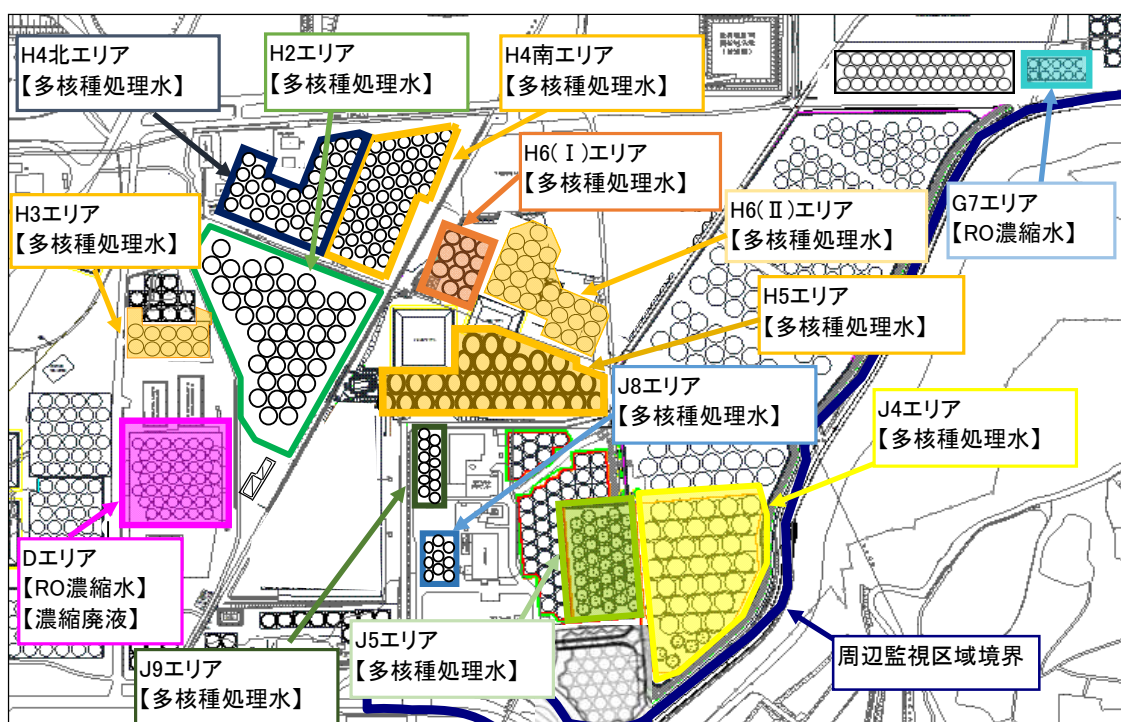 H4北エリア
【多核種処理水】
H2エリア
【多核種処理水】
H4南エリア
【多核種処理水】
H6(Ⅰ)エリア
【多核種処理水】
H6(Ⅱ)エリア
【多核種処理水】
G7エリア
【RO濃縮水】
H3エリア
【多核種処理水】
H5エリア
【多核種処理水】
J8エリア
【多核種処理水】
J4エリア
【多核種処理水】
Dエリア
【RO濃縮水】
【濃縮廃液】
J9エリア
【多核種処理水】
J5エリア
【多核種処理水】
周辺監視区域境界